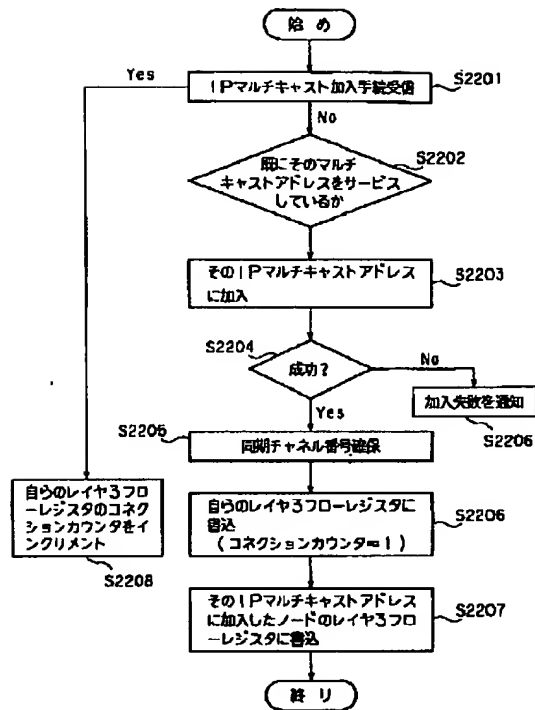 始め
Yes
IPマルチキャスト加入手続受信
S2201
No
既にそのマルチ
キャストアドレスをサービス
しているか
S2202
そのIPマルチキャストアドレス
に加入
S2203
S2204
成功?
No
加入失敗を通知
S2206
Yes
S2205
同期チャネル番号確保
自らのレイヤ3フロ
ーレジスタのコネク
ションカウンタをイ
ンクリメント
S2208
自らのレイヤ3フローレジスタに
書込
(コネクションカウンタ=1)
S2206
そのIPマルチキャストアドレス
に加入したノードのレイヤ3フロ
ーレジスタに書込
S2207
終り